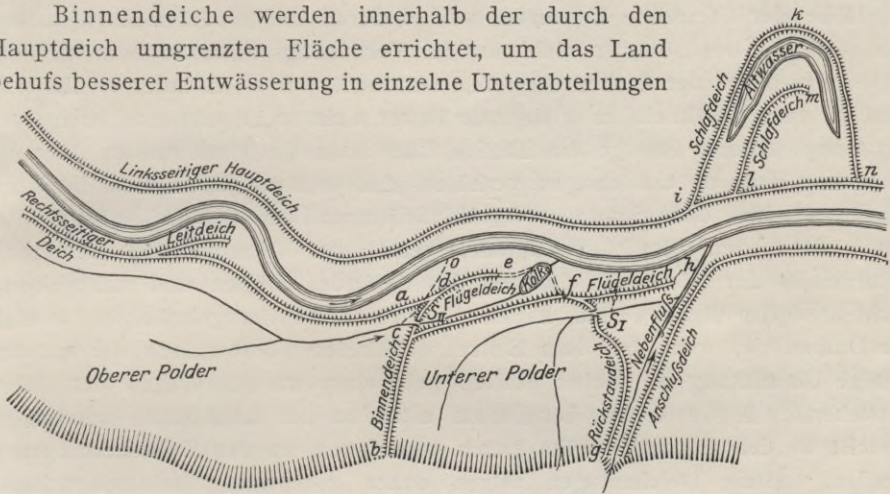 Binnendeiche werden innerhalb der durch den
Hauptdeich umgrenzten Fläche errichtet, um das Land
behufs besserer Entwässerung in einzelne Unterabteilungen
k
Altwasser
Schlafdeich
Schlafdeich
m
i
l
n
Linksseitiger Hauptdeich
Rechtsseitiger
Deich
Leitdeich
o
a
d
e
Kolk
f
h
Flügeldeich
Flügeldeich
S II
S I
c
Nebenfluß
Oberer Polder
Binnendeich
Unterer Polder
Rückstaudeich
Anschlußdeich
b
g